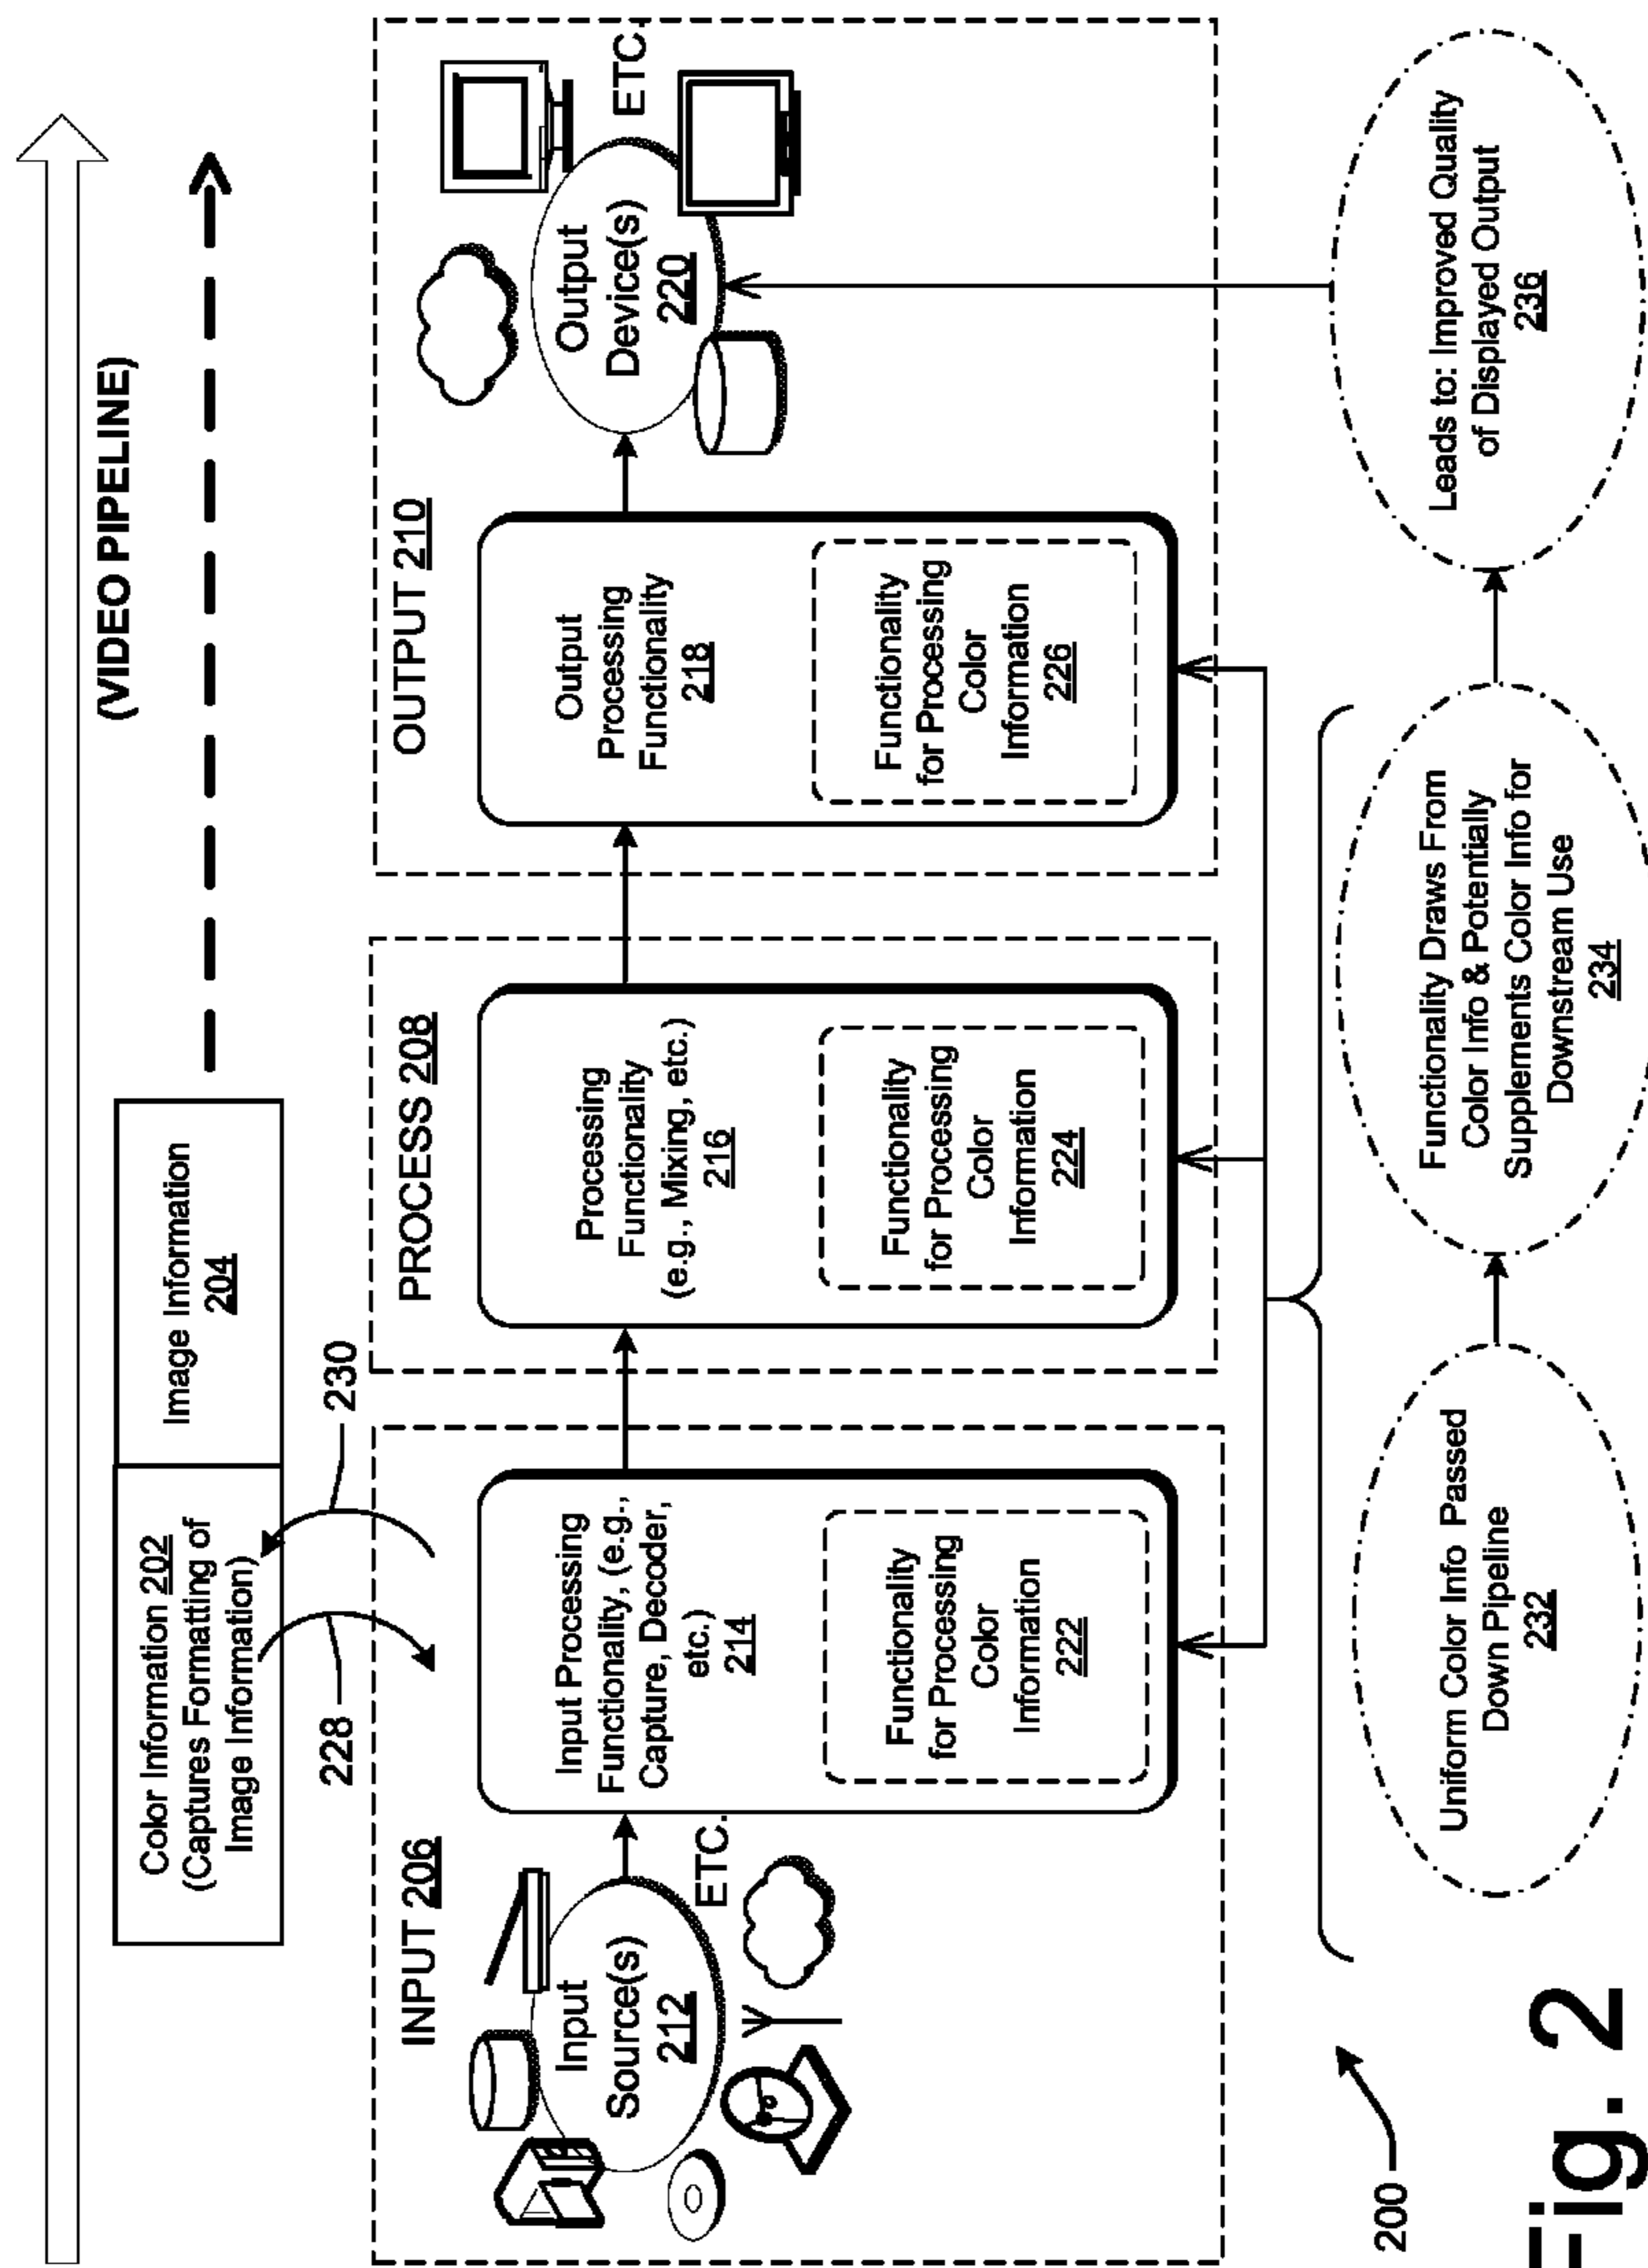 (VIDEO PIPELINE)
Color Information 202
(Captures Formatting of
Image Information)
Image Information
204
228
230
INPUT 206
Input
Source(s)
212
ETC.
Input Processing
Functionality, (e.g.,
Capture, Decoder,
etc.)
214
Functionality
for Processing
Color
Information
222
PROCESS 208
Processing
Functionality
(e.g., Mixing, etc.)
216
Functionality
for Processing
Color
Information
224
OUTPUT 210
Output
Processing
Functionality
218
Functionality
for Processing
Color
Information
226
Output
Device(s)
220
ETC.
Uniform Color Info Passed
Down Pipeline
232
Functionality Draws From
Color Info & Potentially
Supplements Color Info for
Downstream Use
234
Leads to: Improved Quality
of Displayed Output
236
200
Fig. 2